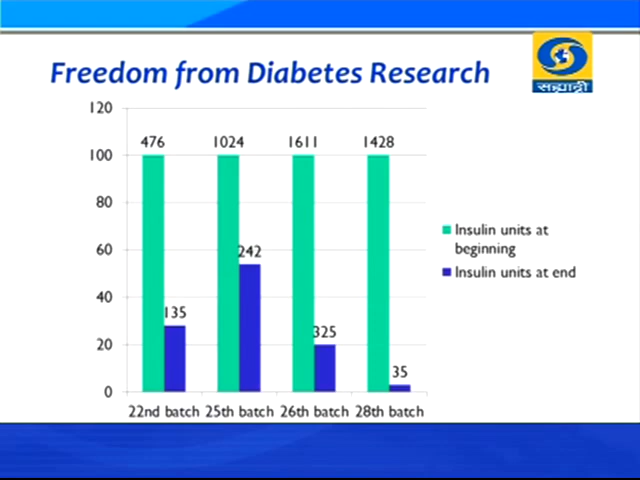 Freedom from Diabetes Research
सह्याद्री
120
100
80
60
40
20
0
476
1024
1611
1428
135
242
325
35
22nd batch
25th batch
26th batch
28th batch
Insulin units at
beginning
Insulin units at end